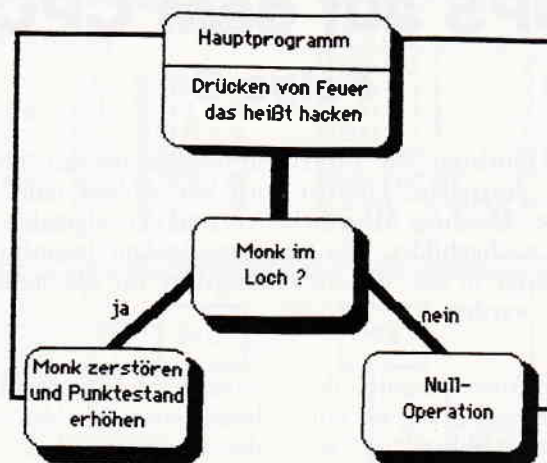 Hauptprogramm
Drücken von Feuer
das heißt hacken
Monk im
Loch ?
ja
nein
Monk zerstören
und Punktestand
erhöhen
Null-
Operation